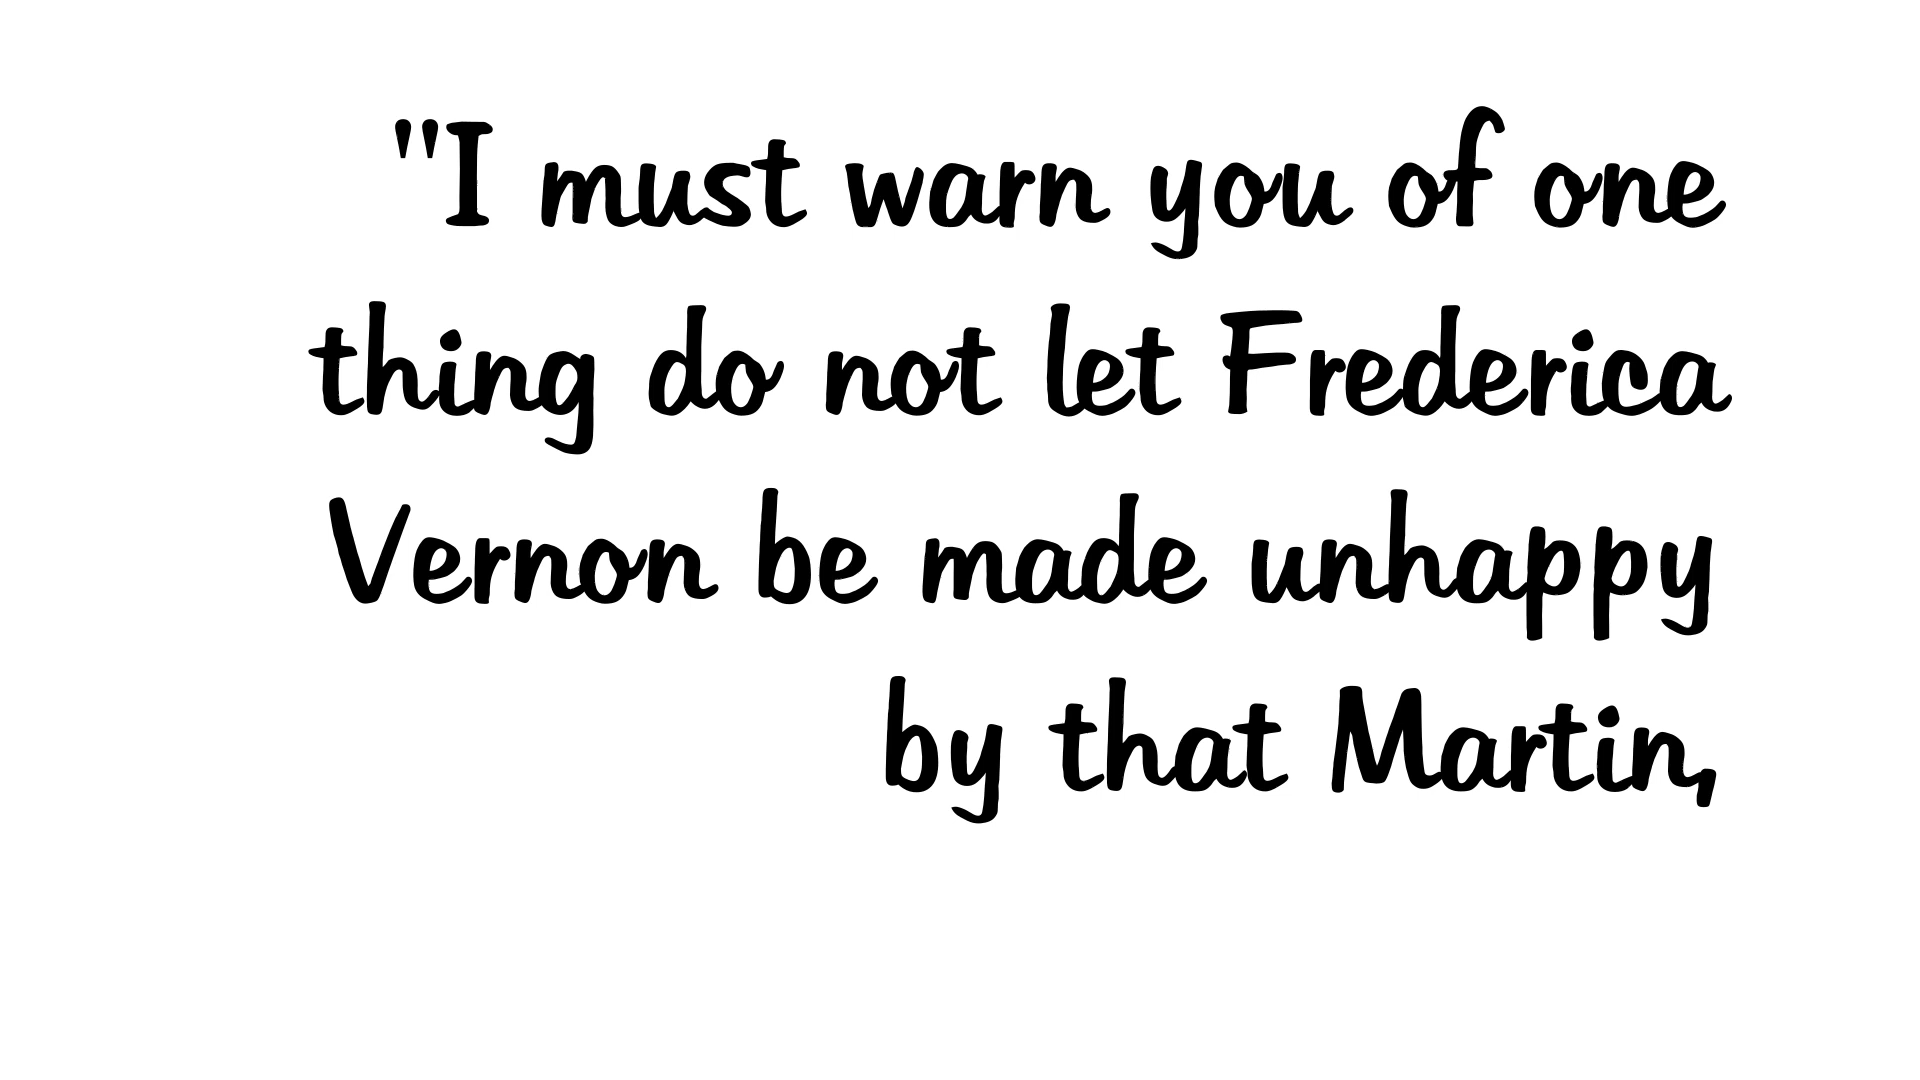 "I must warn you of one
thing do not let Frederica
Vernon be made unhappy
by that Martin,